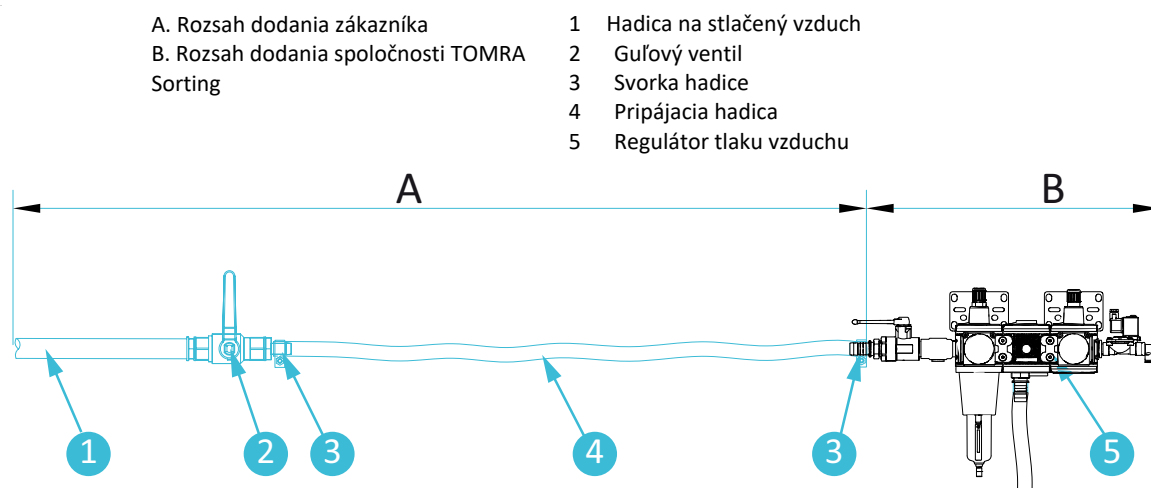 A. Rozsah dodania zákazníka
B. Rozsah dodania spoločnosti TOMRA
Sorting
1 Hadica na stlačený vzduch
2 Guľový ventil
3 Svorka hadice
4 Pripájacia hadica
5 Regulátor tlaku vzduchu
A
B
1
2
3
4
3
5